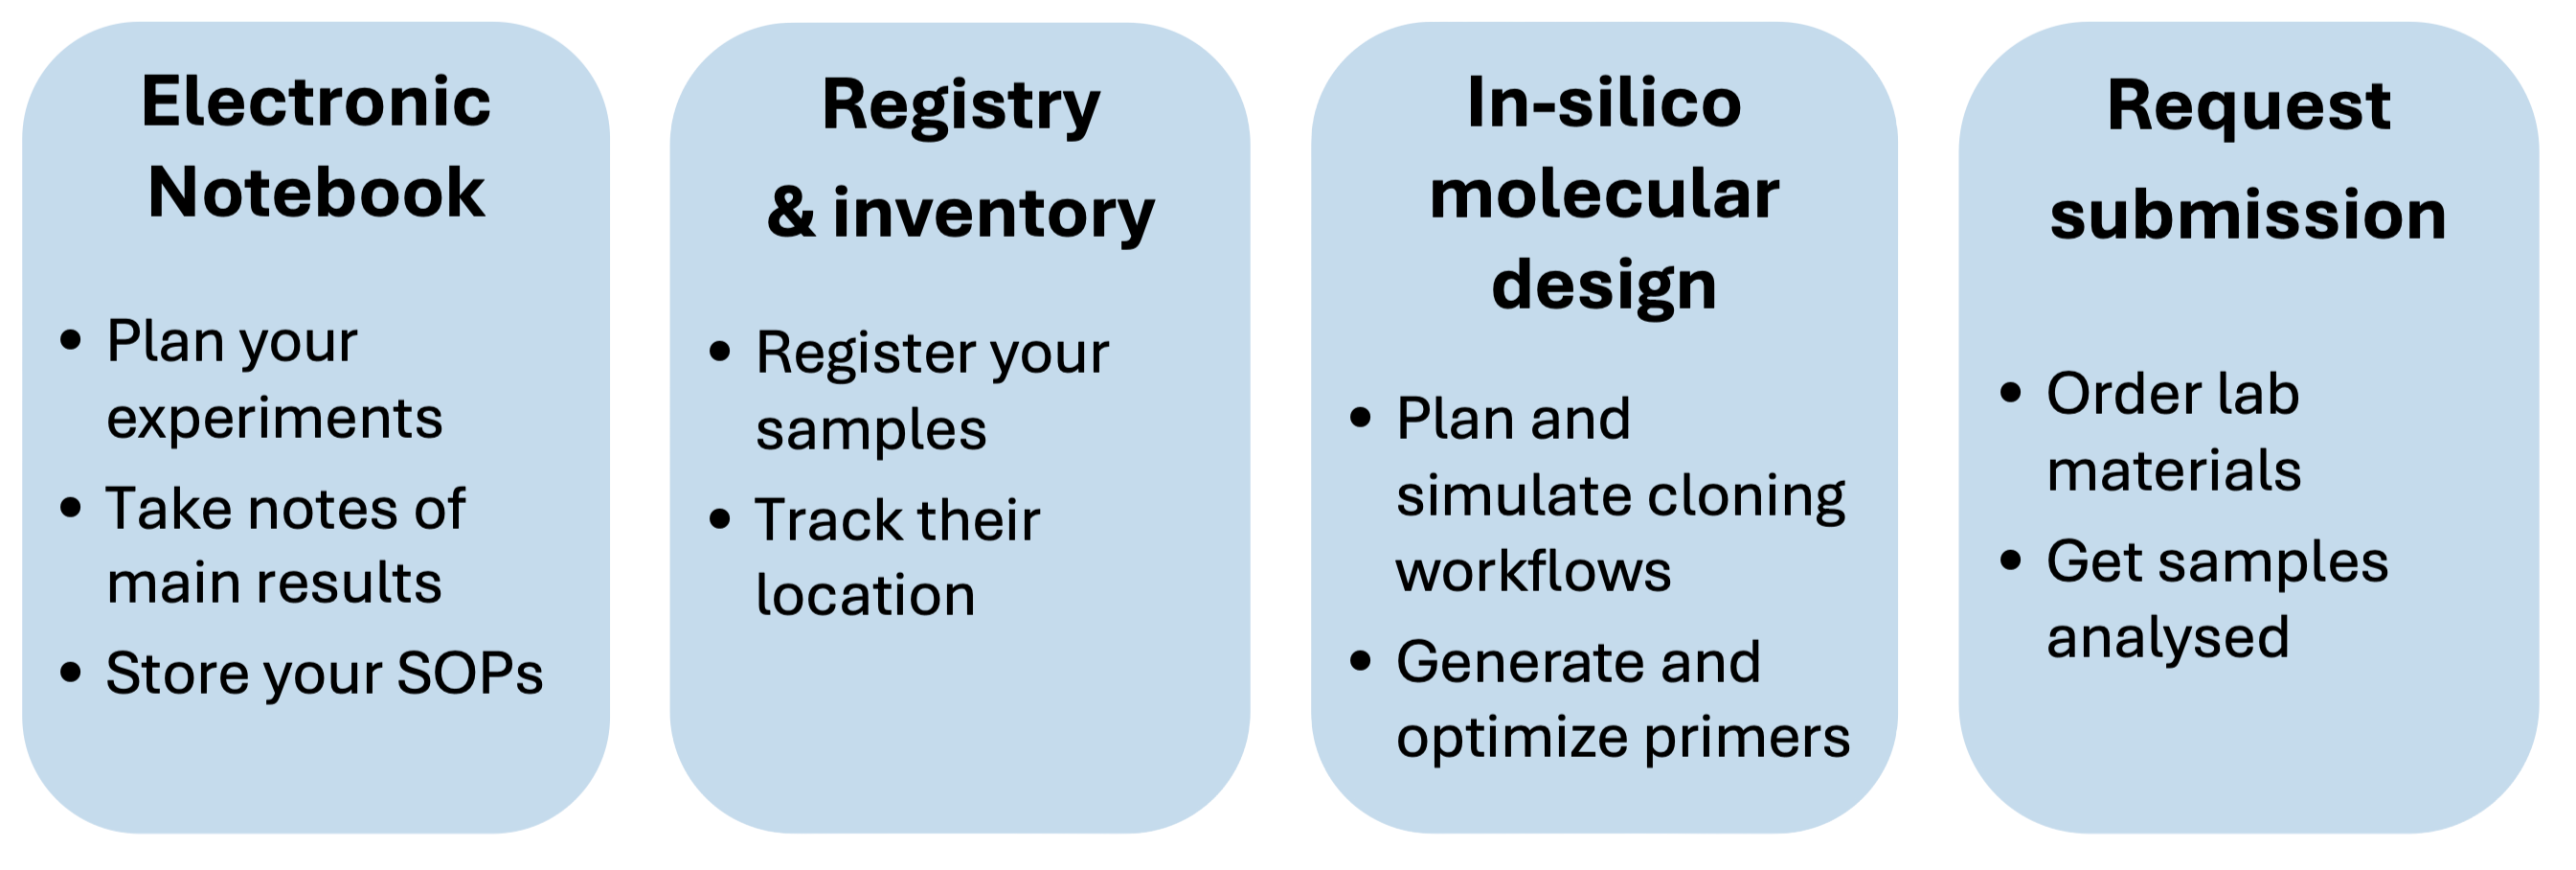 Electronic
Notebook
• Plan your
experiments
• Take notes of
main results
• Store your SOPs
Registry
& inventory
• Register your
samples
• Track their
location
In-silico
molecular
design
• Plan and
simulate cloning
workflows
• Generate and
optimize primers
Request
submission
• Order lab
materials
• Get samples
analysed